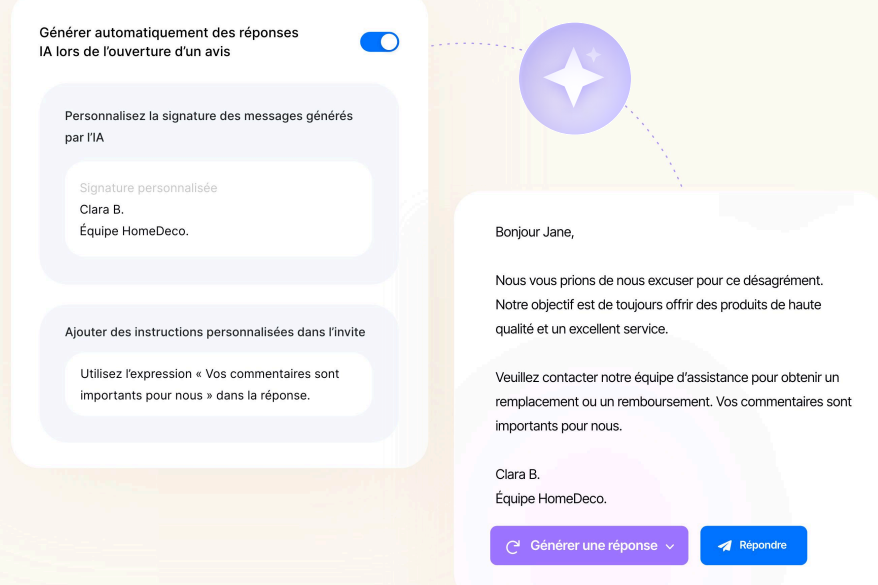 Générer automatiquement des réponses
IA lors de l’ouverture d’un avis
Personnalisez la signature des messages générés
par l’IA
Signature personnalisée
Clara B.
Équipe HomeDeco.
Ajouter des instructions personnalisées dans l’invite
Utilisez l’expression « Vos commentaires sont
importants pour nous » dans la réponse.
Bonjour Jane,
Nous vous prions de nous excuser pour ce désagrément.
Notre objectif est de toujours offrir des produits de haute
qualité et un excellent service.
Veuillez contacter notre équipe d’assistance pour obtenir un
remplacement ou un remboursement. Vos commentaires sont
importants pour nous.
Clara B.
Équipe HomeDeco.
Générer une réponse
Répondre